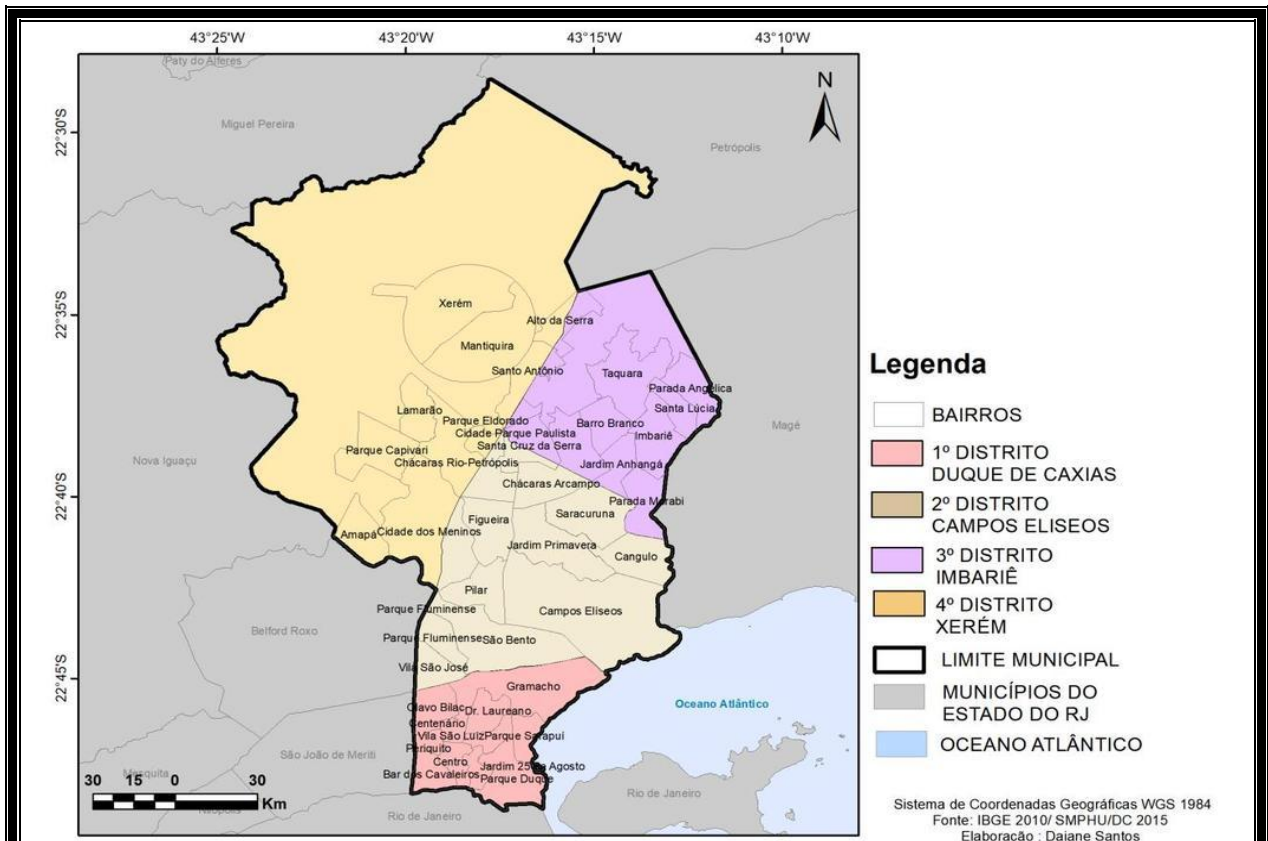 43°25'W 43°20'W 43°15'W 43°10'W
22°30'S
22°35'S
22°40'S
22°45'S
N
Paty do Alferes
Miguel Pereira
Petrópolis
Xerém
Alto da Serra
Mantiquira
Santo Antônio
Taquara
Parada Angélica
Lamarão
Santa Lúcia
Parque Eldorado
Barro Branco
Magé
Cidade Parque Paulista
Imbariê
Santa Cruz da Serra
Parque Capivari
Nova Iguaçu
Chácaras Rio-Petrópolis
Jardim Anhangá
Chácaras Arcampo
Parada Morabi
Saracuruna
Figueira
Amapá
Cidade dos Meninos
Jardim Primavera
Cangulo
Pilar
Parque Fluminense
Campos Elíseos
Belford Roxo
Parque Fluminense
São Bento
Vila São José
Gramacho
Oceano Atlântico
Olavo Bilac
Dr. Laureano
Centenário
Vila São Luiz
Parque Sarapuí
Periquito
São João de Meriti
Centro
Jardim 25 de Agosto
Mesquita
Bar dos Cavaleiros
Parque Duque
Rio de Janeiro
Nilópolis
Rio de Janeiro
30 15 0 30
Km
Legenda
BAIRROS
1º DISTRITO
DUQUE DE CAXIAS
2º DISTRITO
CAMPOS ELISEOS
3º DISTRITO
IMBARIÊ
4º DISTRITO
XERÉM
LIMITE MUNICIPAL
MUNICÍPIOS DO
ESTADO DO RJ
OCEANO ATLÂNTICO
Sistema de Coordenadas Geográficas WGS 1984
Fonte: IBGE 2010/ SMPHU/DC 2015
Elaboração : Daiane Santos